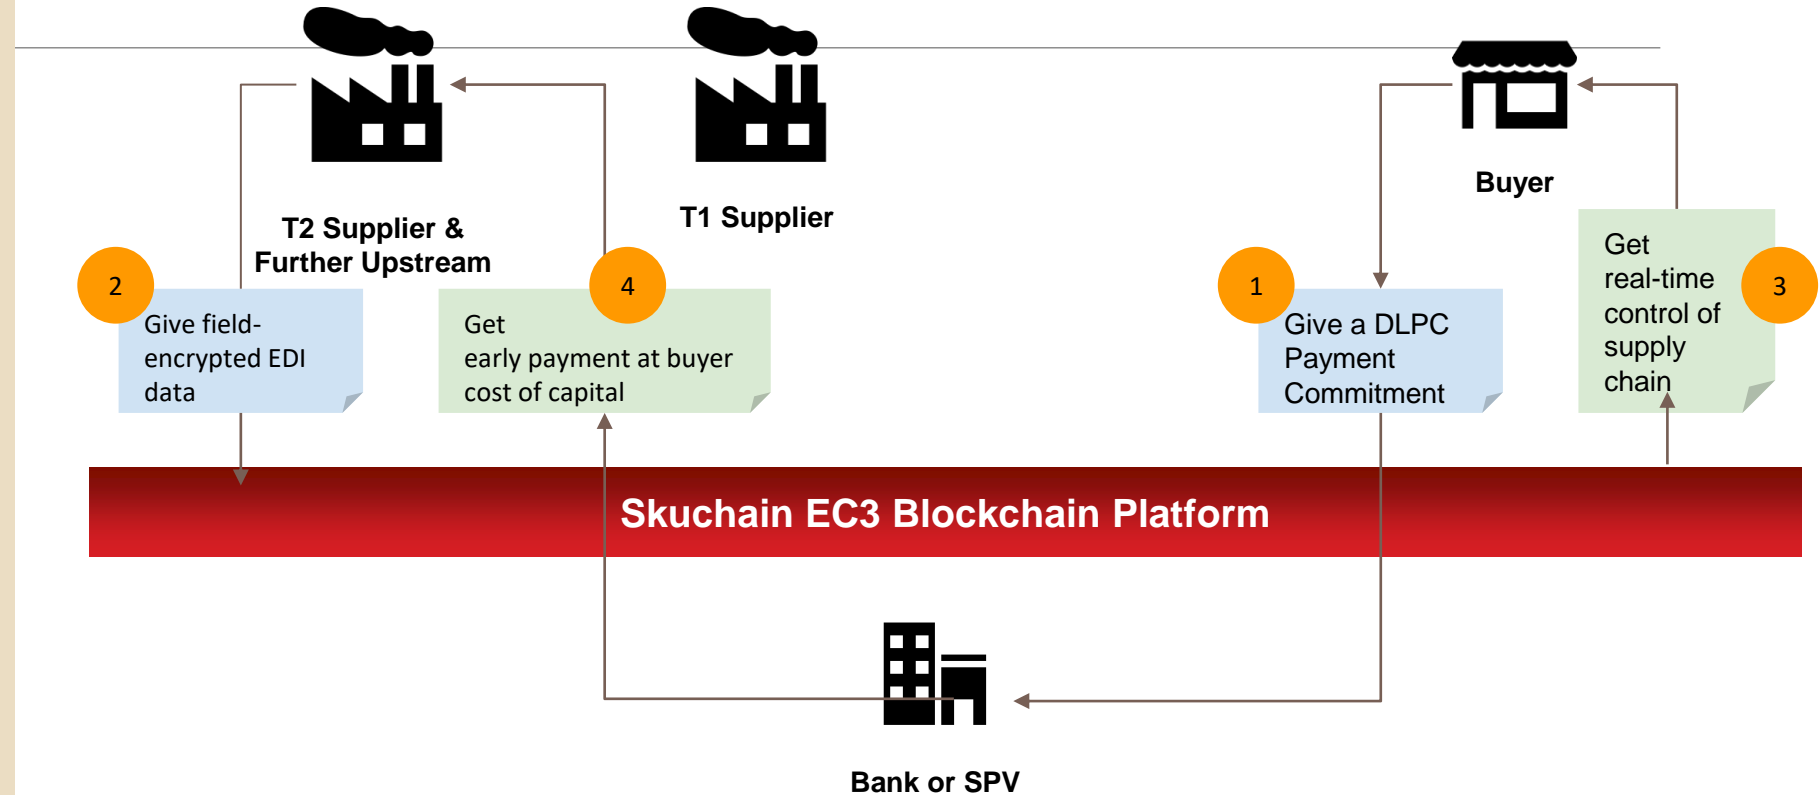 Buyer
T1 Supplier
T2 Supplier &
Further Upstream
2
Give field-
encrypted EDI
data
4
Get
early payment at buyer
cost of capital
1
Give a DLPC
Payment
Commitment
3
Get
real-time
control of
supply
chain
Skuchain EC3 Blockchain Platform
Bank or SPV